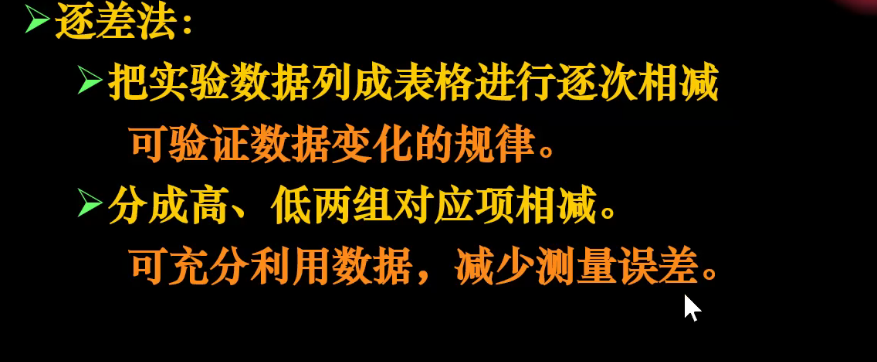 逐差法:
把实验数据列成表格进行逐次相减
可验证数据变化的规律。
分成高、低两组对应项相减。
可充分利用数据，减少测量误差。